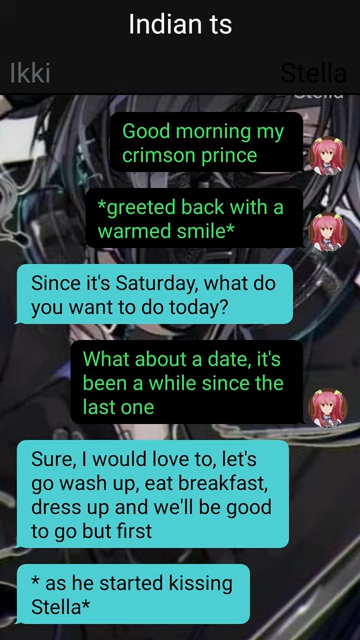 Indian ts
Ikki
Stella
Stella
Good morning my
crimson prince
*greeted back with a
warmed smile*
Since it's Saturday, what do
you want to do today?
What about a date, it's
been a while since the
last one
Sure, I would love to, let's
go wash up, eat breakfast,
dress up and we'll be good
to go but first
* as he started kissing
Stella*